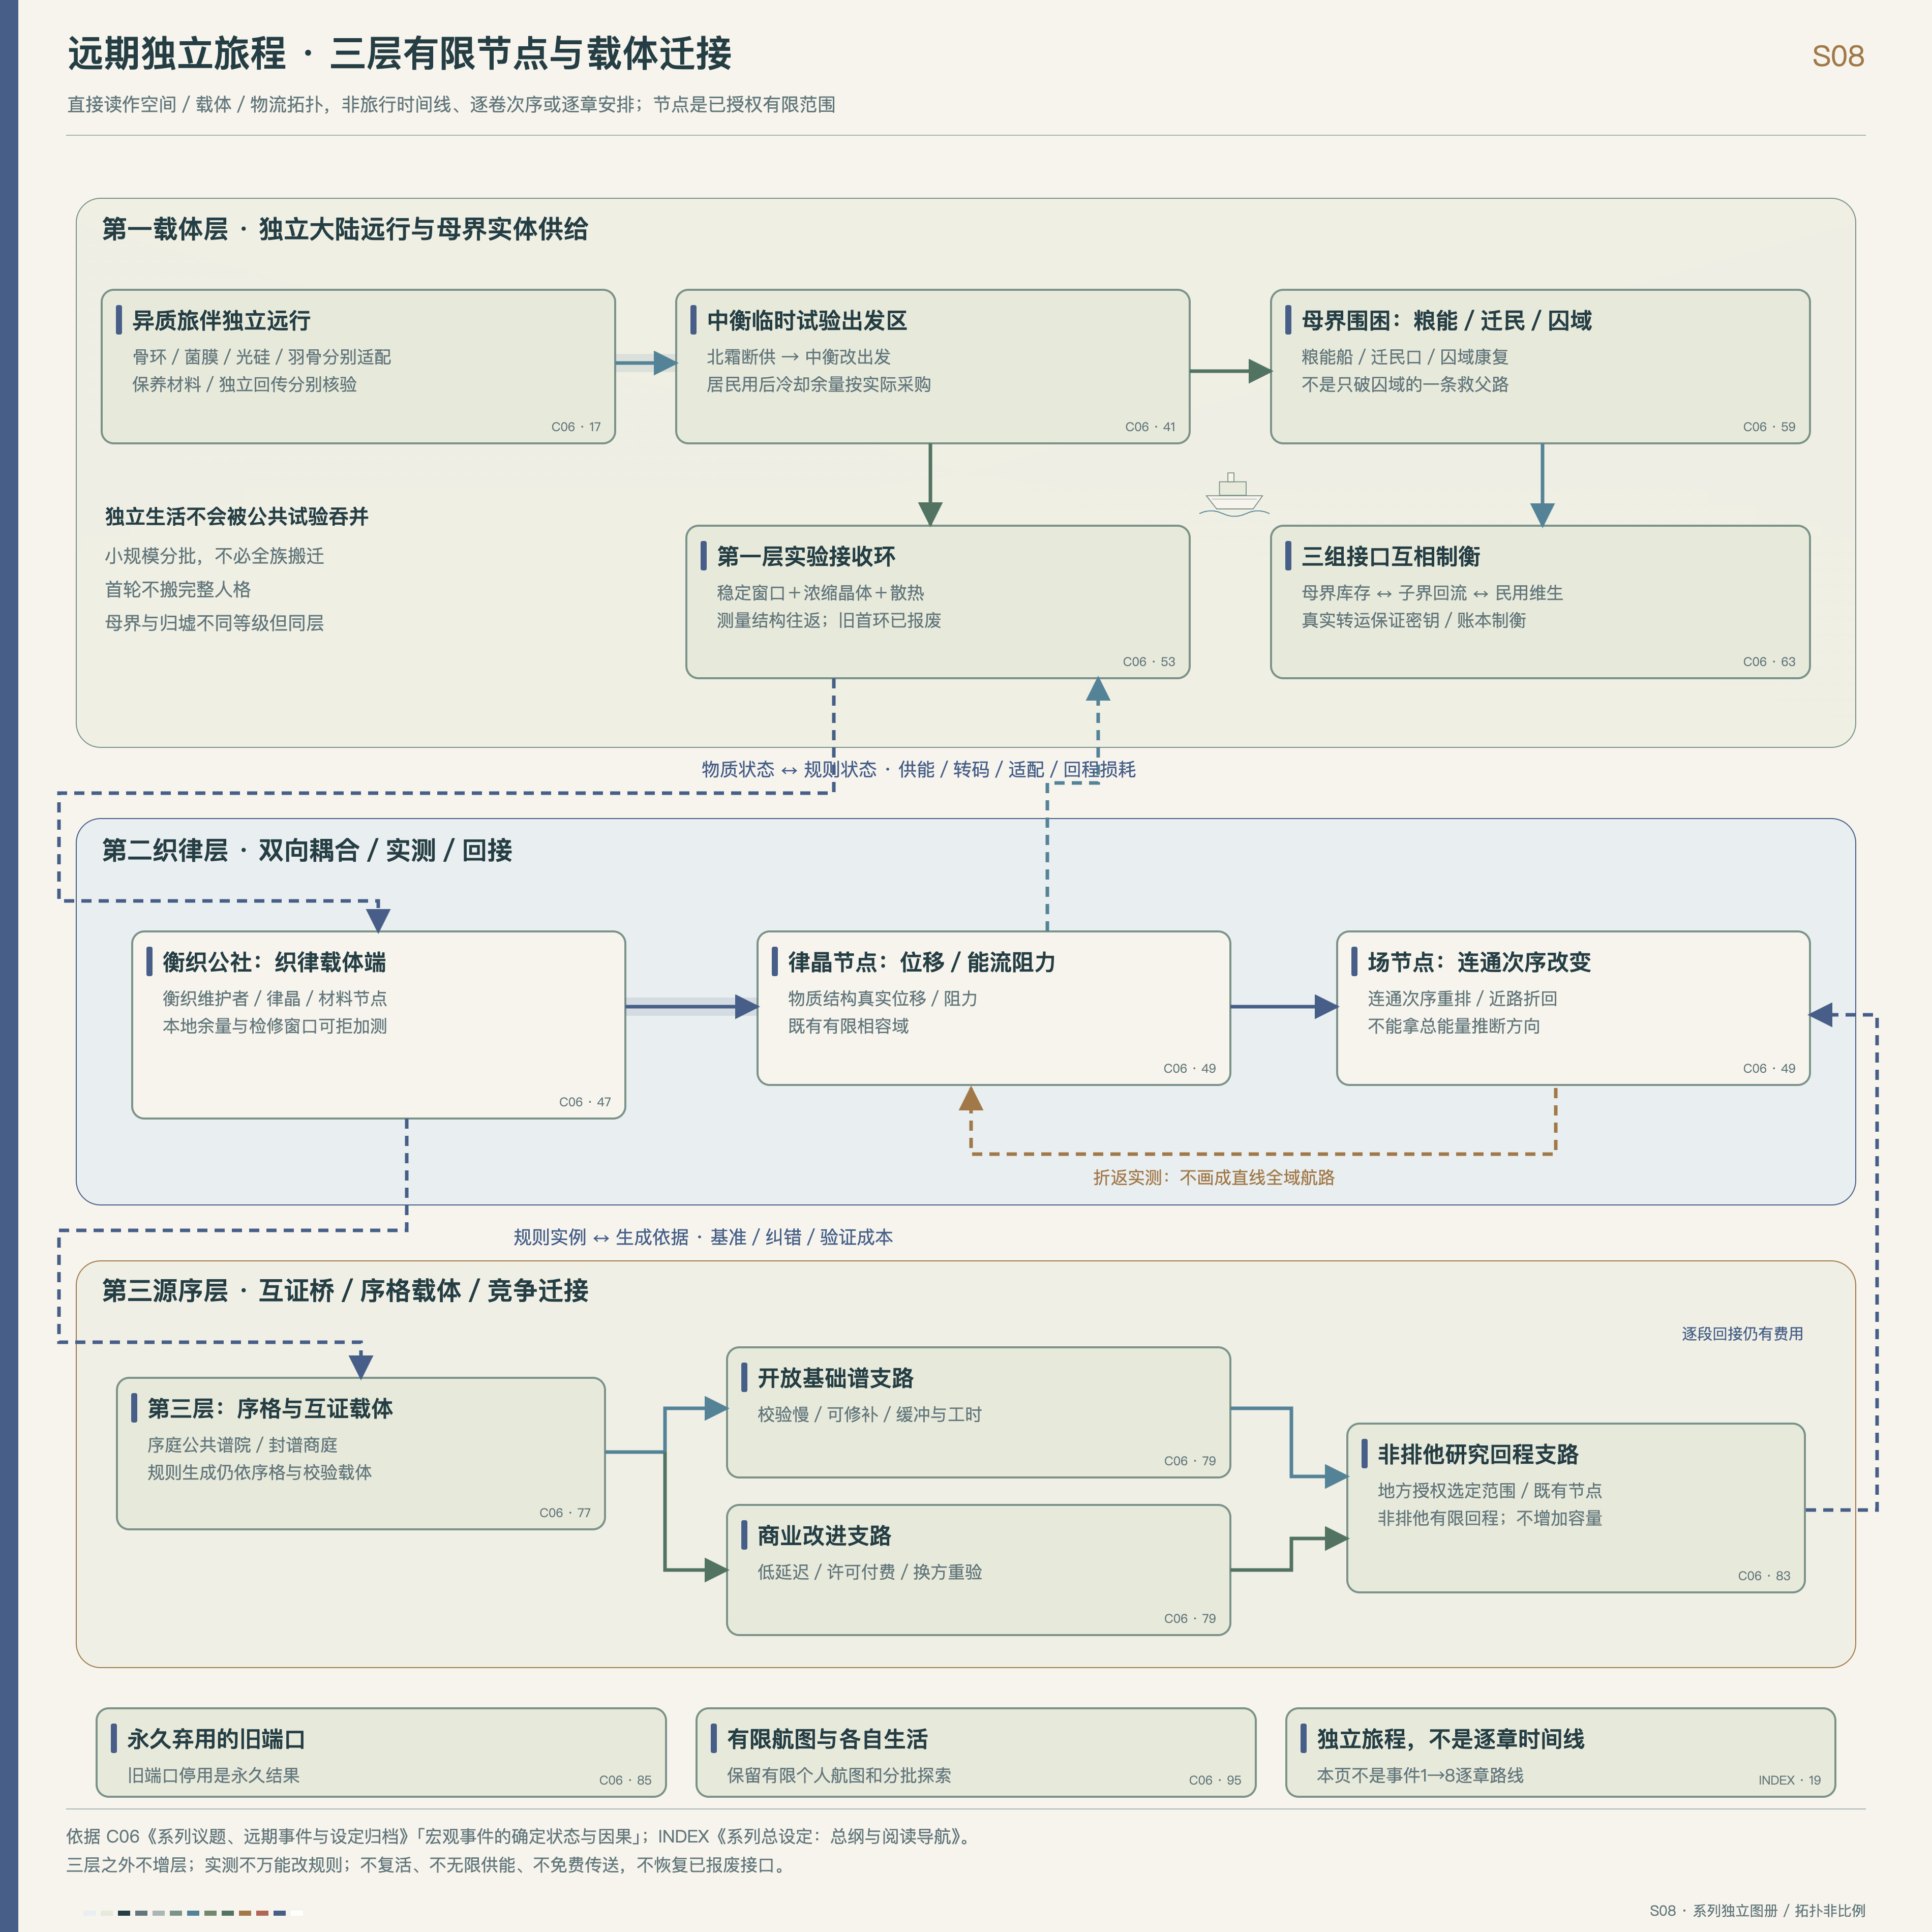 远期独立旅程 · 三层有限节点与载体迁接
S08
直接读作空间 / 载体 / 物流拓扑，非旅行时间线、逐卷次序或逐章安排；节点是已授权有限范围
第一载体层 · 独立大陆远行与母界实体供给
异质旅伴独立远行
骨环 / 菌膜 / 光硅 / 羽骨分别适配
保养材料 / 独立回传分别核验
C06 · 17
中衡临时试验出发区
北霜断供 → 中衡改出发
居民用后冷却余量按实际采购
C06 · 41
母界围困：粮能 / 迁民 / 囚域
粮能船 / 迁民口 / 囚域康复
不是只破囚域的一条救父路
C06 · 59
独立生活不会被公共试验吞并
小规模分批，不必全族搬迁
首轮不搬完整人格
母界与归墟不同等级但同层
第一层实验接收环
稳定窗口＋浓缩晶体＋散热
测量结构往返；旧首环已报废
C06 · 53
三组接口互相制衡
母界库存 ↔ 子界回流 ↔ 民用维生
真实转运保证密钥 / 账本制衡
C06 · 63
物质状态 ↔ 规则状态 · 供能 / 转码 / 适配 / 回程损耗
第二织律层 · 双向耦合 / 实测 / 回接
衡织公社：织律载体端
衡织维护者 / 律晶 / 材料节点
本地余量与检修窗口可拒加测
C06 · 47
律晶节点：位移 / 能流阻力
物质结构真实位移 / 阻力
既有有限相容域
C06 · 49
场节点：连通次序改变
连通次序重排 / 近路折回
不能拿总能量推断方向
C06 · 49
折返实测：不画成直线全域航路
规则实例 ↔ 生成依据 · 基准 / 纠错 / 验证成本
第三源序层 · 互证桥 / 序格载体 / 竞争迁接
逐段回接仍有费用
第三层：序格与互证载体
序庭公共谱院 / 封谱商庭
规则生成仍依序格与校验载体
C06 · 77
开放基础谱支路
校验慢 / 可修补 / 缓冲与工时
C06 · 79
商业改进支路
低延迟 / 许可付费 / 换方重验
C06 · 79
非排他研究回程支路
地方授权选定范围 / 既有节点
非排他有限回程；不增加容量
C06 · 83
永久弃用的旧端口
旧端口停用是永久结果
C06 · 85
有限航图与各自生活
保留有限个人航图和分批探索
C06 · 95
独立旅程，不是逐章时间线
本页不是事件1→8逐章路线
INDEX · 19
依据 C06《系列议题、远期事件与设定归档》「宏观事件的确定状态与因果」；INDEX《系列总设定：总纲与阅读导航》。
三层之外不增层；实测不万能改规则；不复活、不无限供能、不免费传送，不恢复已报废接口。
S08 · 系列独立图册 / 拓扑非比例